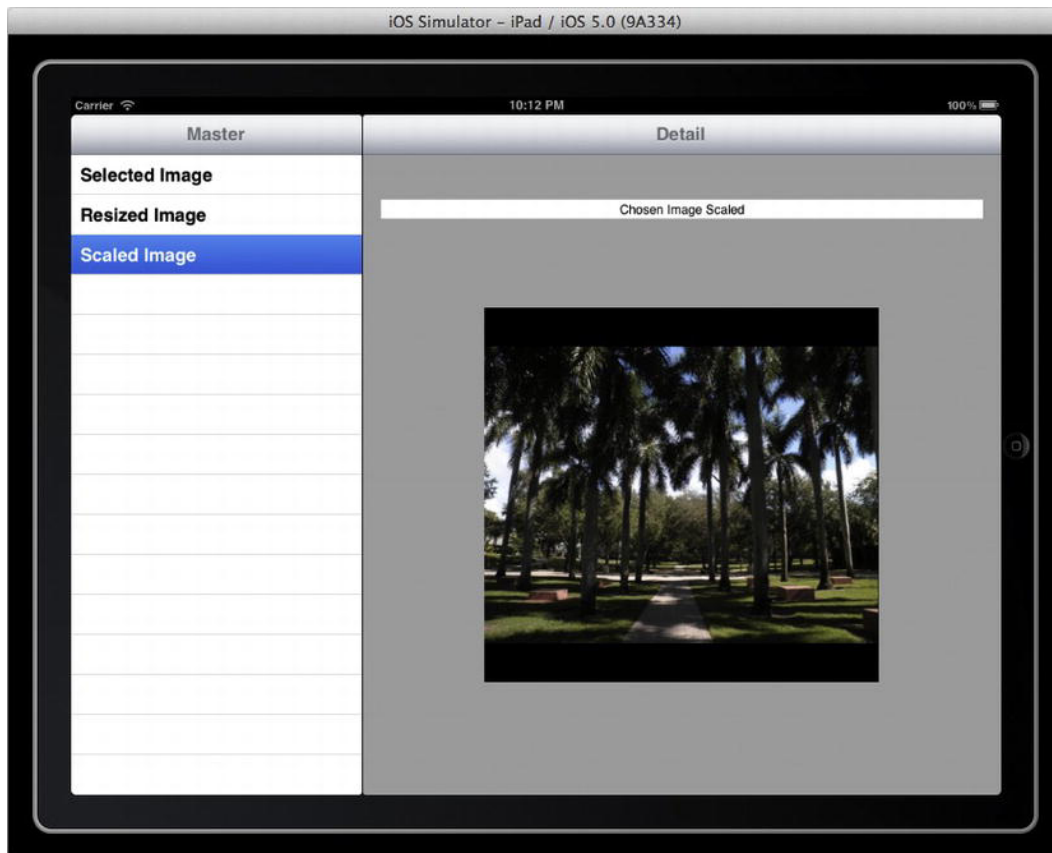 iOS Simulator – iPad / iOS 5.0 (9A334)
Carrier 10:12 PM 100%
Master Detail
Selected Image
Resized Image
Scaled Image
Chosen Image Scaled